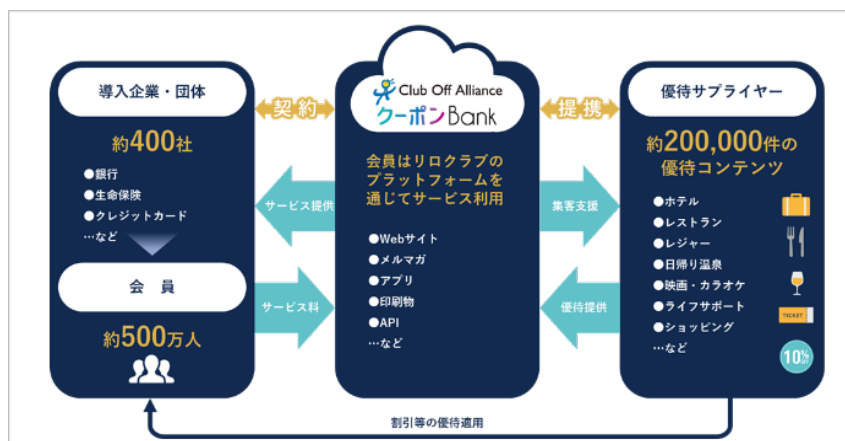 導入企業・団体
約400社
●銀行
●生命保険
●クレジットカード
…など
会 員
約500万人
契約
サービス提供
サービス料
Club Off Alliance
クーポンBank
会員はリロクラブの
プラットフォームを
通じてサービス利用
●Webサイト
●メルマガ
●アプリ
●印刷物
●API
…など
提携
集客支援
優待提供
優待サプライヤー
約200,000件の
優待コンテンツ
●ホテル
●レストラン
●レジャー
●日帰り温泉
●映画・カラオケ
●ライフサポート
●ショッピング
…など
TICKET
10%
割引等の優待適用